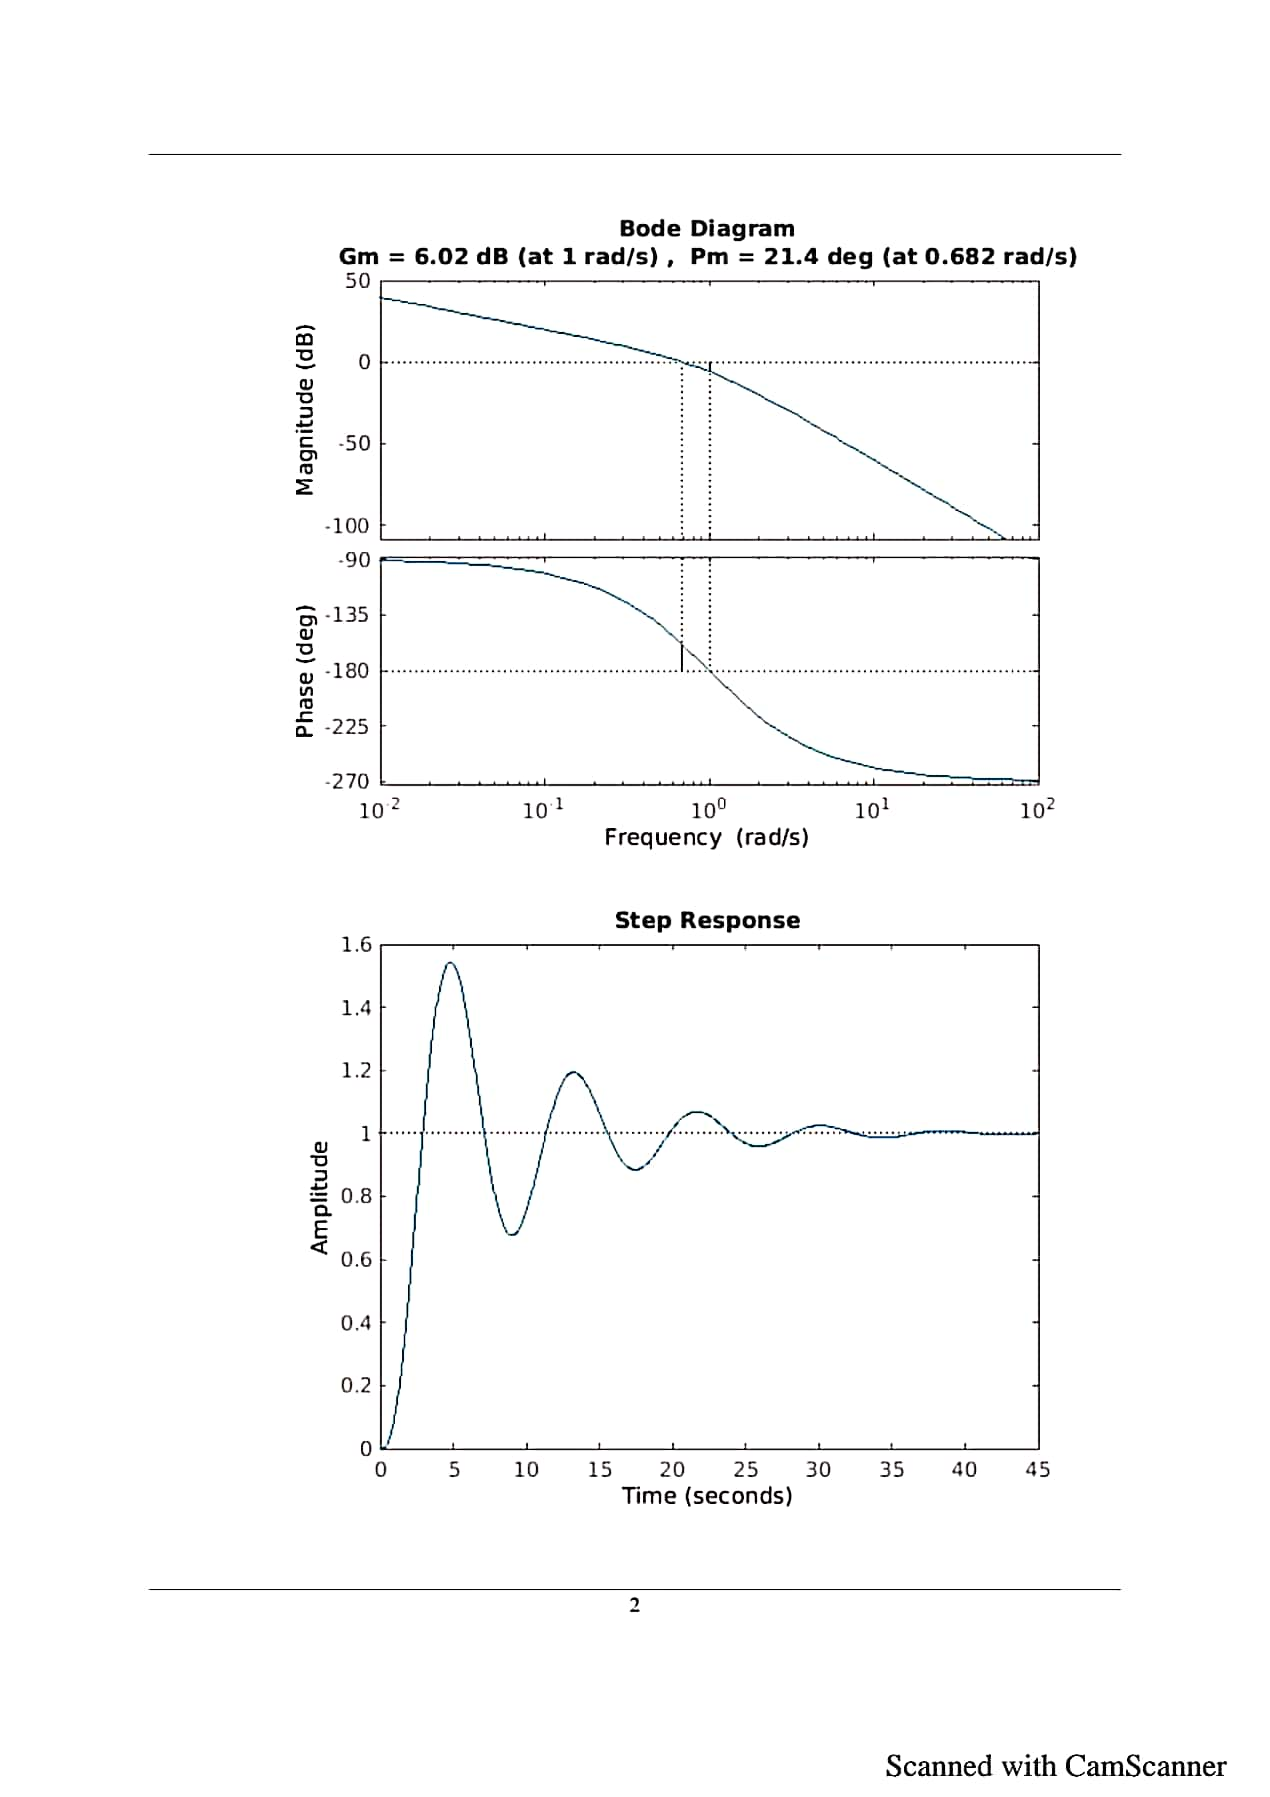 Bode Diagram
Gm = 6.02 dB (at 1 rad/s) ,  Pm = 21.4 deg (at 0.682 rad/s)
50
0
-50
-100
Magnitude (dB)
-90
-135
-180
-225
-270
Phase (deg)
10-2 10-1 100 101 102
Frequency (rad/s)
Step Response
1.6
1.4
1.2
1
0.8
0.6
0.4
0.2
0
Amplitude
0 5 10 15 20 25 30 35 40 45
Time (seconds)
2
Scanned with CamScanner